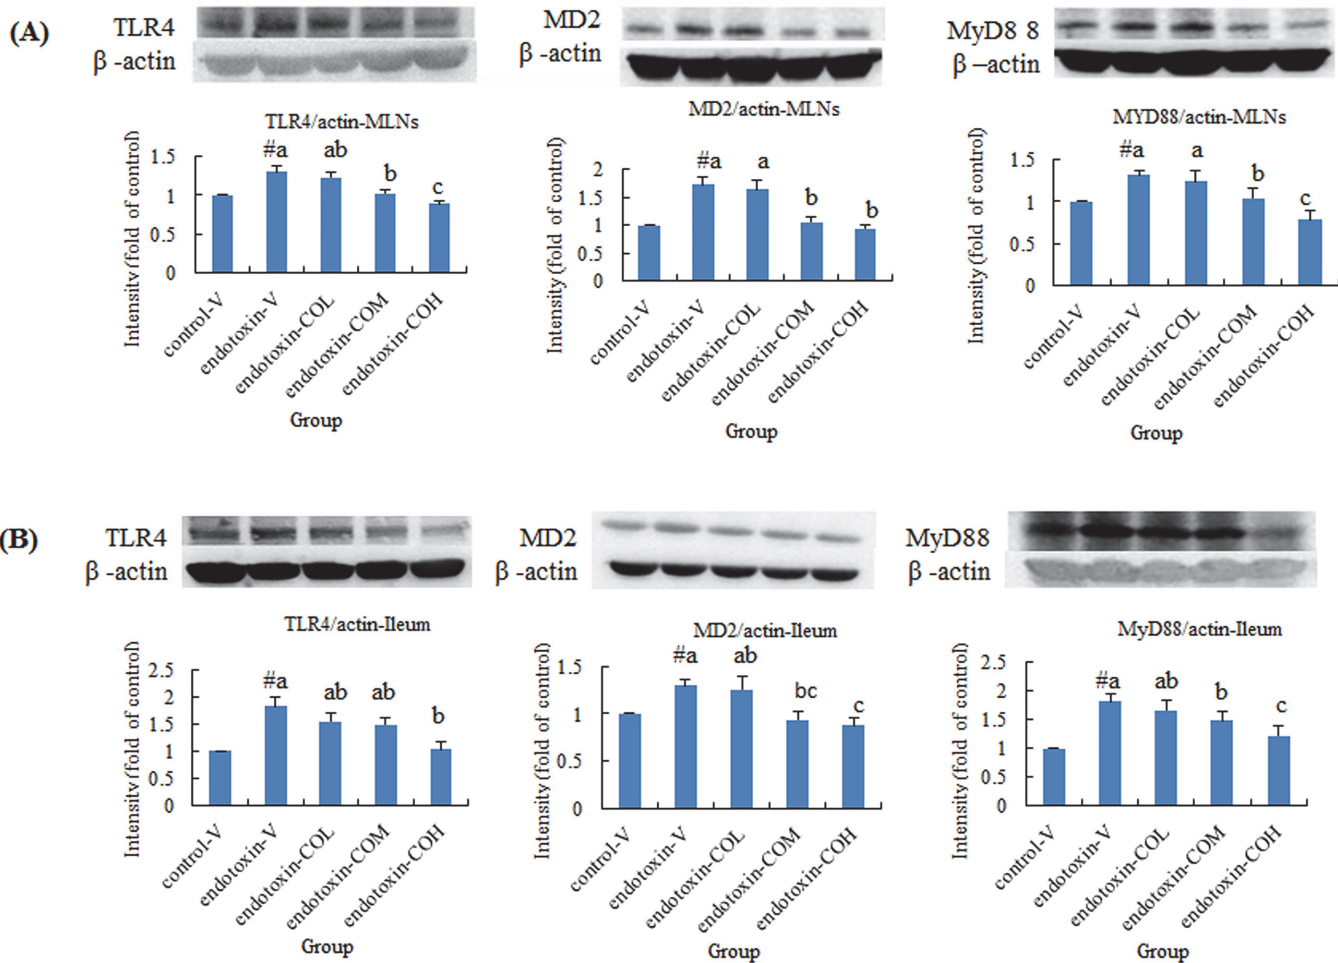 (A)
TLR4
β -actin
TLR4/actin-MLNs
Intensity (fold of control)
1.5
1
0.5
0
#a
ab
b
c
control-V
endotoxin-V
endotoxin-COL
endotoxin-COM
endotoxin-COH
Group
MD2
β -actin
MD2/actin-MLNs
Intensity (fold of control)
2
1.5
1
0.5
0
#a
a
b
b
control-V
endotoxin-V
endotoxin-COL
endotoxin-COM
endotoxin-COH
Group
MyD8 8
β –actin
MYD88/actin-MLNs
Intensity (fold of control)
1.5
1
0.5
0
#a
a
b
c
control-V
endotoxin-V
endotoxin-COL
endotoxin-COM
endotoxin-COH
Group
(B)
TLR4
β -actin
TLR4/actin-Ileum
Intensity (fold of control)
2.5
2
1.5
1
0.5
0
#a
ab
ab
b
control-V
endotoxin-V
endotoxin-COL
endotoxin-COM
endotoxin-COH
Group
MD2
β -actin
MD2/actin-Ileum
Intensity (fold of control)
1.5
1
0.5
0
#a
ab
bc
c
control-V
endotoxin-V
endotoxin-COL
endotoxin-COM
endotoxin-COH
Group
MyD88
β -actin
MyD88/actin-Ileum
Intensity (fold of control)
2.5
2
1.5
1
0.5
0
#a
ab
b
c
control-V
endotoxin-V
endotoxin-COL
endotoxin-COM
endotoxin-COH
Group